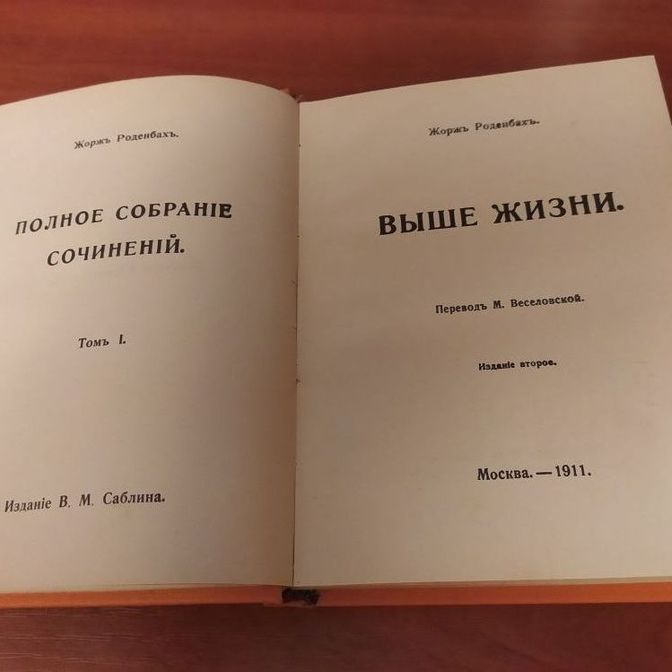 Жоржъ Роденбахъ.
ПОЛНОЕ СОБРАНІЕ
СОЧИНЕНІЙ.
Томъ I.
Изданіе В. М. Саблина.
Жоржъ Роденбахъ.
ВЫШЕ ЖИЗНИ.
Переводъ М. Веселовской.
Изданіе второе.
Москва. — 1911.